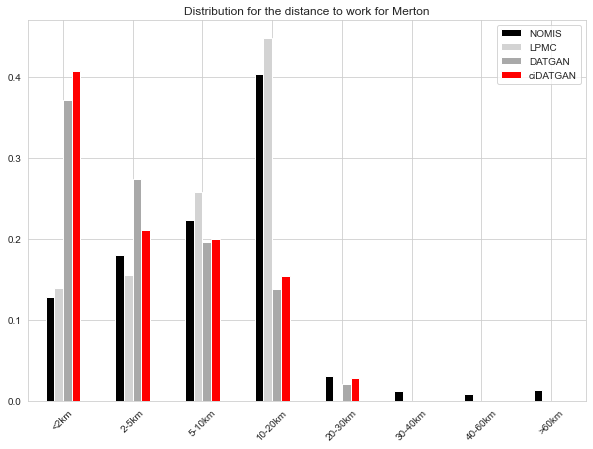 Distribution for the distance to work for Merton
NOMIS
LPMC
DATGAN
ciDATGAN
0.4
0.3
0.2
0.1
0.0
<2km
2-5km
5-10km
10-20km
20-30km
30-40km
40-60km
>60km